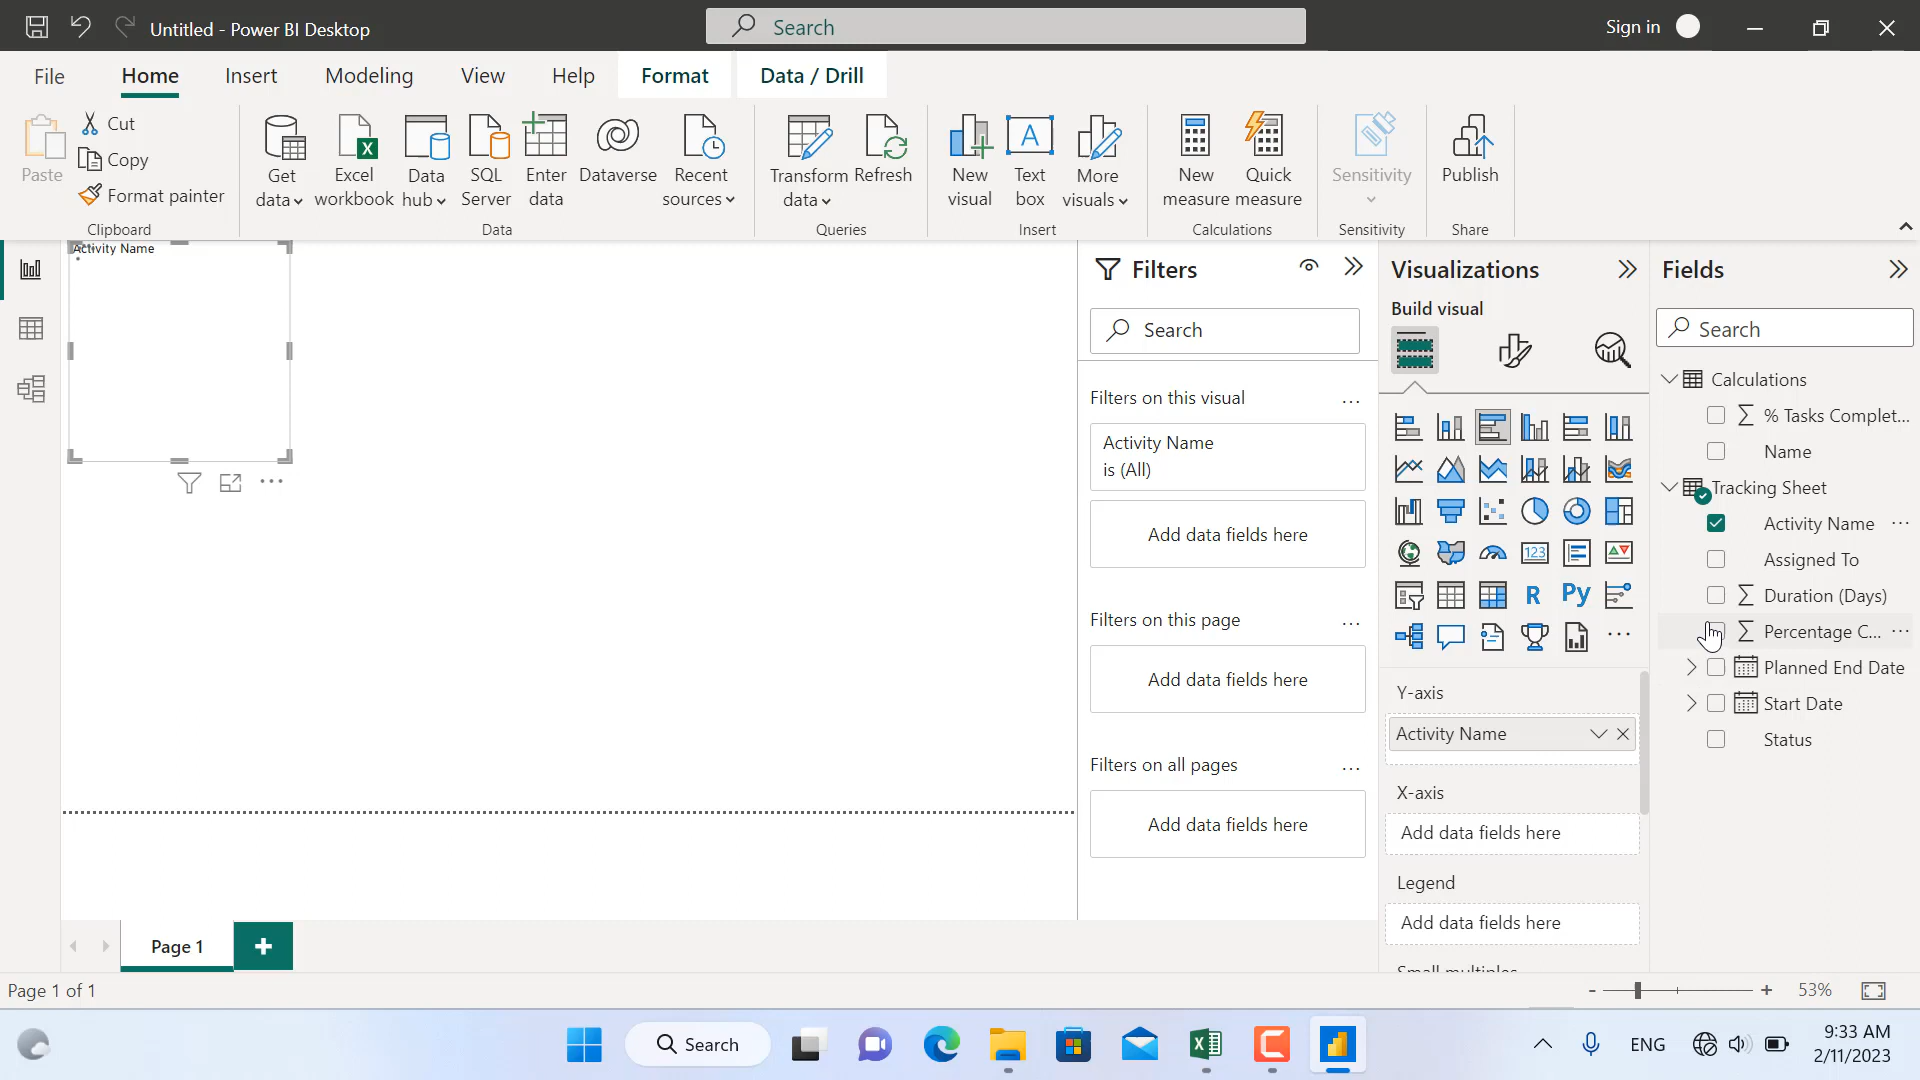 Untitled - Power BI Desktop
Search
Sign in
File
Home
Insert
Modeling
View
Help
Format
Data / Drill
Paste
Cut
Copy
Format painter
Clipboard
Get data
Excel workbook
Data hub
SQL Server
Enter data
Dataverse
Recent sources
Data
Transform data
Refresh
Queries
New visual
A
Text box
More visuals
Insert
New measure
Quick measure
Calculations
Sensitivity
Sensitivity
Publish
Share
Activity Name
Filters
Search
Filters on this visual
Activity Name
is (All)
Add data fields here
Filters on this page
Add data fields here
Filters on all pages
Add data fields here
Visualizations
Build visual
123
R
Py
Y-axis
Activity Name
X-axis
Add data fields here
Legend
Add data fields here
Small multiples
Fields
Search
Calculations
% Tasks Complet...
Name
Tracking Sheet
Activity Name
Assigned To
Duration (Days)
Percentage C...
Planned End Date
Start Date
Status
Page 1
Page 1 of 1
53%
Search
ENG
9:33 AM
2/11/2023